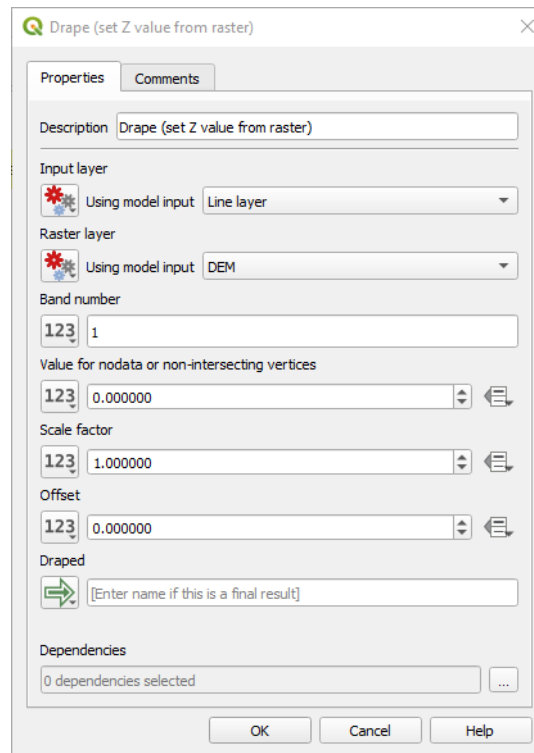 Drape (set Z value from raster)
Properties
Comments
Description Drape (set Z value from raster)
Input layer
Using model input Line layer
Raster layer
Using model input DEM
Band number
123 1
Value for nodata or non-intersecting vertices
123 0.000000
Scale factor
123 1.000000
Offset
123 0.000000
Draped
[Enter name if this is a final result]
Dependencies
0 dependencies selected ...
OK Cancel Help